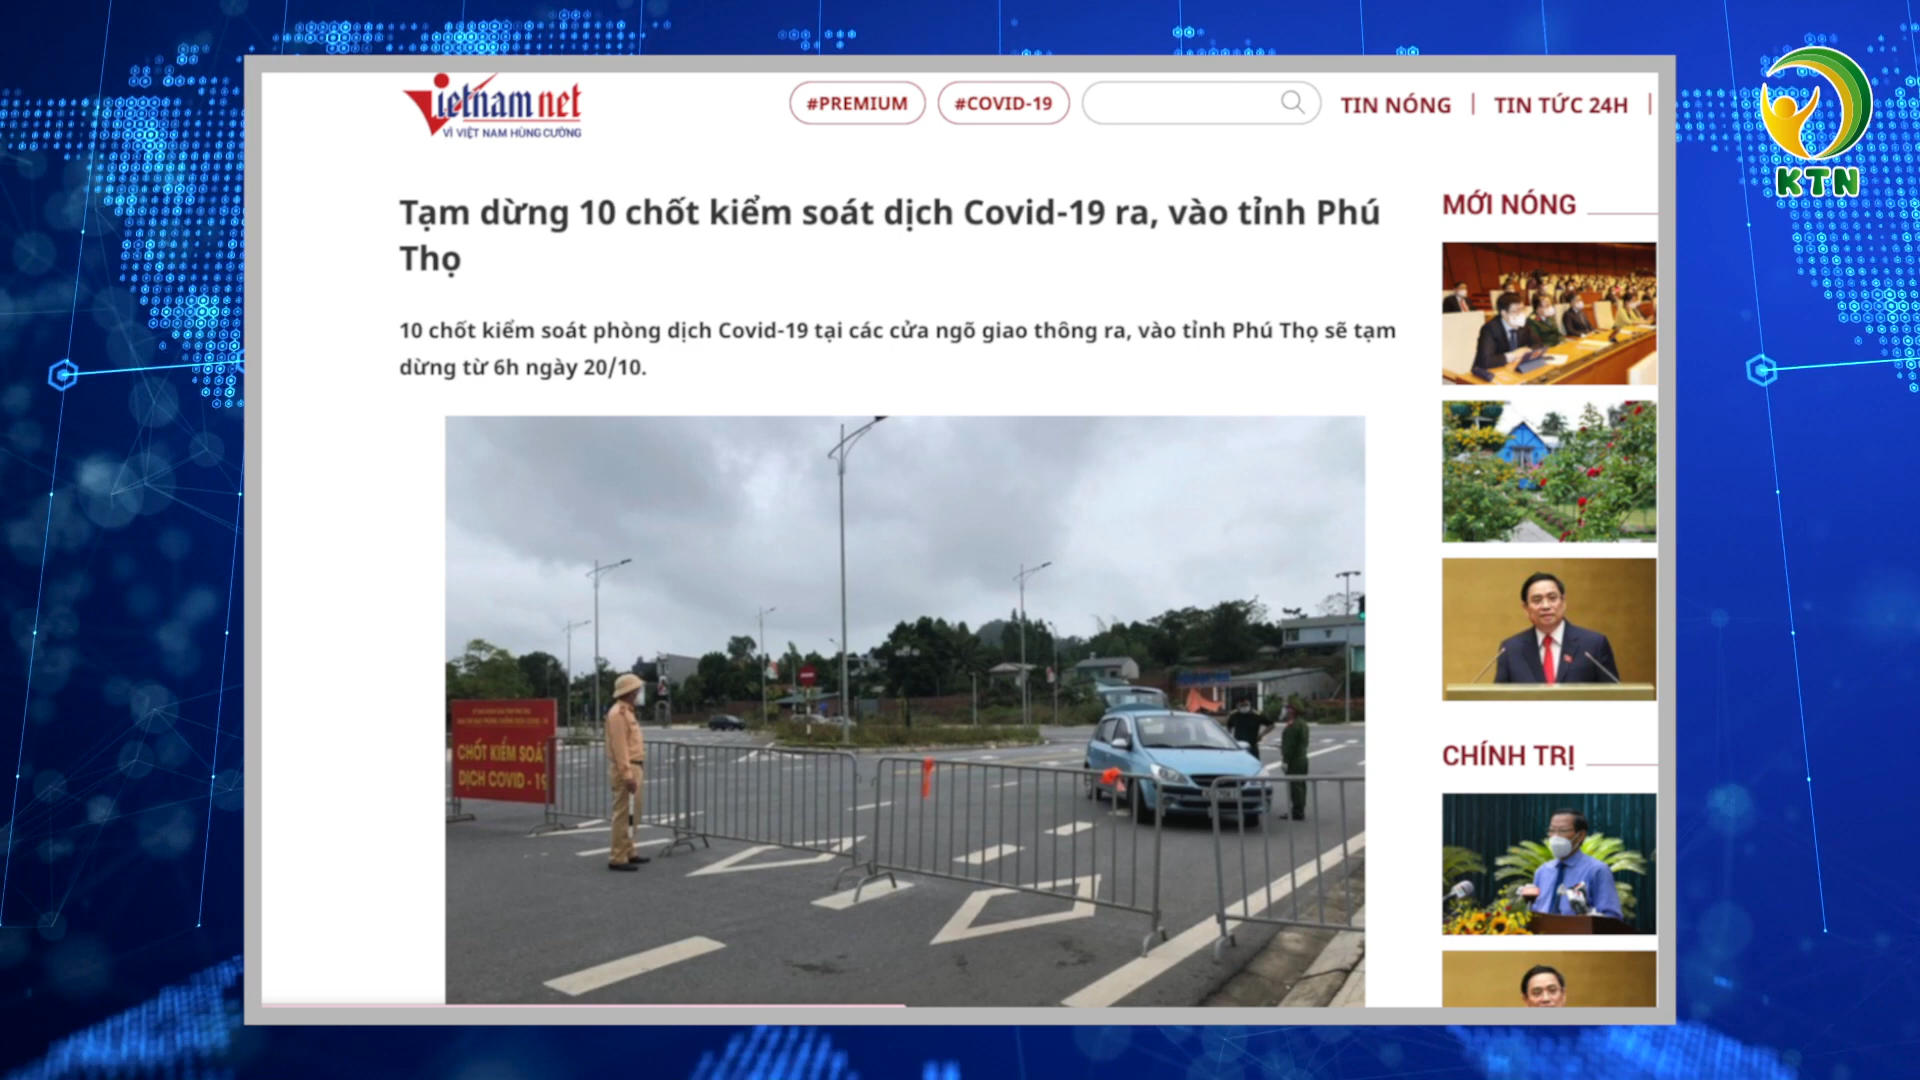 Vietnamnet
VÌ VIỆT NAM HÙNG CƯỜNG
#PREMIUM
#COVID-19
TIN NÓNG | TIN TỨC 24H |
KTN
Tạm dừng 10 chốt kiểm soát dịch Covid-19 ra, vào tỉnh Phú
Thọ
10 chốt kiểm soát phòng dịch Covid-19 tại các cửa ngõ giao thông ra, vào tỉnh Phú Thọ sẽ tạm
dừng từ 6h ngày 20/10.
CHỐT KIỂM SOÁT
DỊCH COVID - 19
MỚI NÓNG
CHÍNH TRỊ